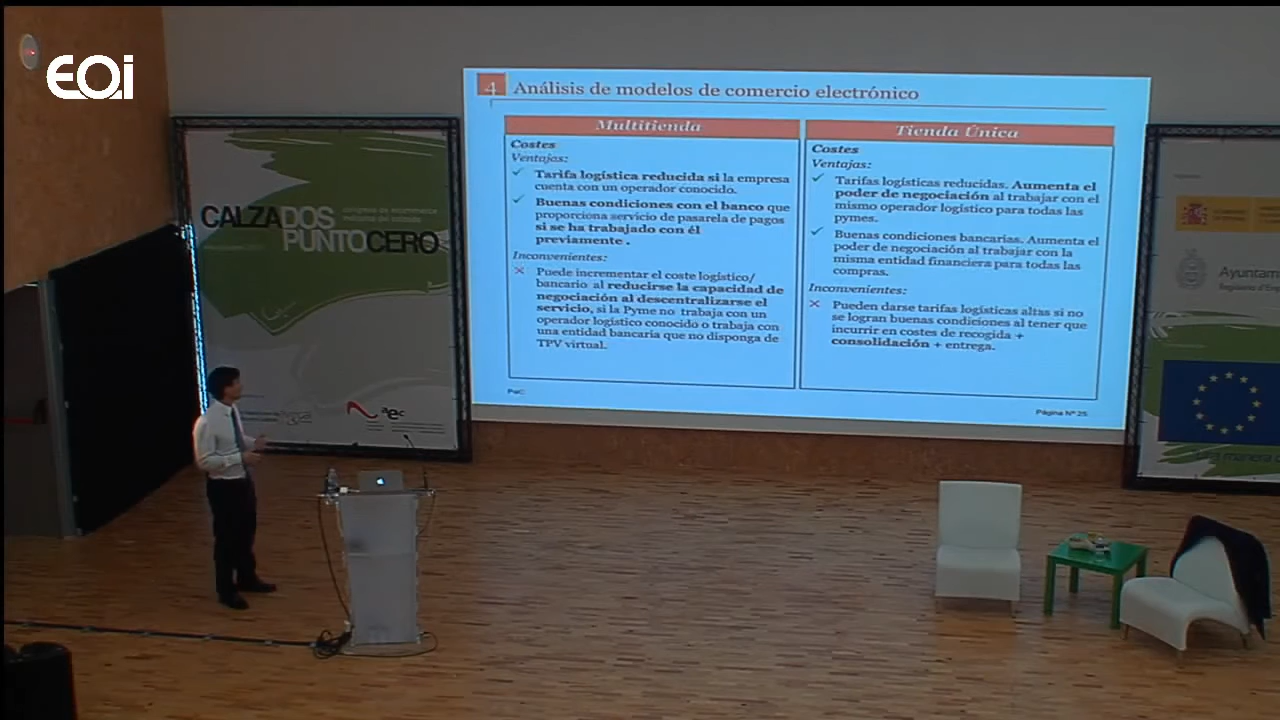 EOi
4 Análisis de modelos de comercio electrónico
Multitienda
Costes
Ventajas:
✓ Tarifa logística reducida si la empresa
cuenta con un operador conocido.
✓ Buenas condiciones con el banco que
proporciona servicio de pasarela de pagos
si se ha trabajado con él
previamente .
Inconvenientes:
✕ Puede incrementar el coste logístico/
bancario al reducirse la capacidad de
negociación al descentralizarse el
servicio, si la Pyme no trabaja con un
operador logístico conocido o trabaja con
una entidad bancaria que no disponga de
TPV virtual.
Tienda Única
Costes
Ventajas:
✓ Tarifas logísticas reducidas. Aumenta el
poder de negociación al trabajar con el
mismo operador logístico para todas las
pymes.
✓ Buenas condiciones bancarias. Aumenta el
poder de negociación al trabajar con la
misma entidad financiera para todas las
compras.
Inconvenientes:
✕ Pueden darse tarifas logísticas altas si no
se logran buenas condiciones al tener que
incurrir en costes de recogida +
consolidación + entrega.
PwC
Página Nº 25
CALZADOS
PUNTOCERO
aec
Ayuntam